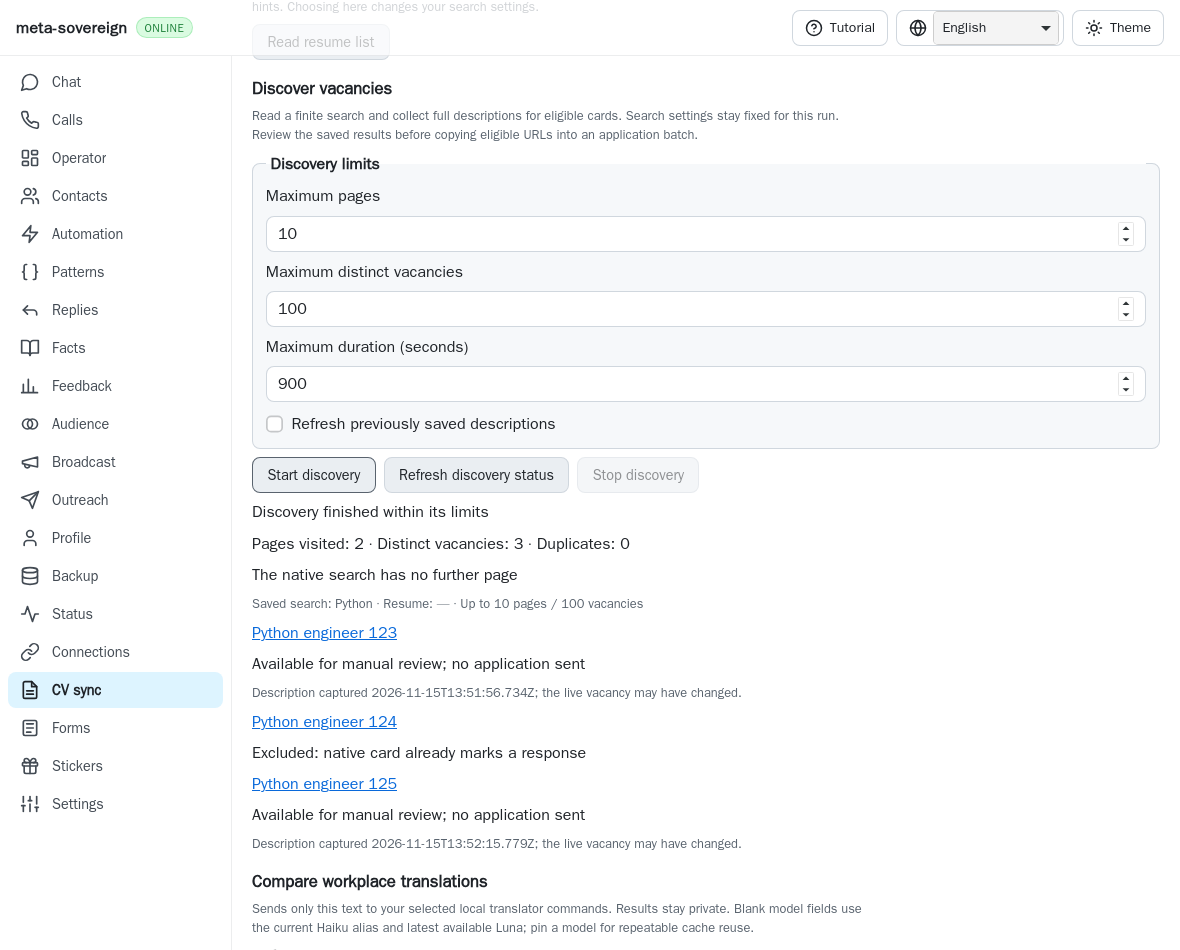 meta-sovereign ONLINE
hints. Choosing here changes your search settings.
Tutorial
English
Theme
Read resume list
Chat
Calls
Operator
Contacts
Automation
Patterns
Replies
Facts
Feedback
Audience
Broadcast
Outreach
Profile
Backup
Status
Connections
CV sync
Forms
Stickers
Settings
Discover vacancies
Read a finite search and collect full descriptions for eligible cards. Search settings stay fixed for this run.
Review the saved results before copying eligible URLs into an application batch.
Discovery limits
Maximum pages
10
Maximum distinct vacancies
100
Maximum duration (seconds)
900
Refresh previously saved descriptions
Start discovery
Refresh discovery status
Stop discovery
Discovery finished within its limits
Pages visited: 2 · Distinct vacancies: 3 · Duplicates: 0
The native search has no further page
Saved search: Python · Resume: — · Up to 10 pages / 100 vacancies
Python engineer 123
Available for manual review; no application sent
Description captured 2026-11-15T13:51:56.734Z; the live vacancy may have changed.
Python engineer 124
Excluded: native card already marks a response
Python engineer 125
Available for manual review; no application sent
Description captured 2026-11-15T13:52:15.779Z; the live vacancy may have changed.
Compare workplace translations
Sends only this text to your selected local translator commands. Results stay private. Blank model fields use
the current Haiku alias and latest available Luna; pin a model for repeatable cache reuse.